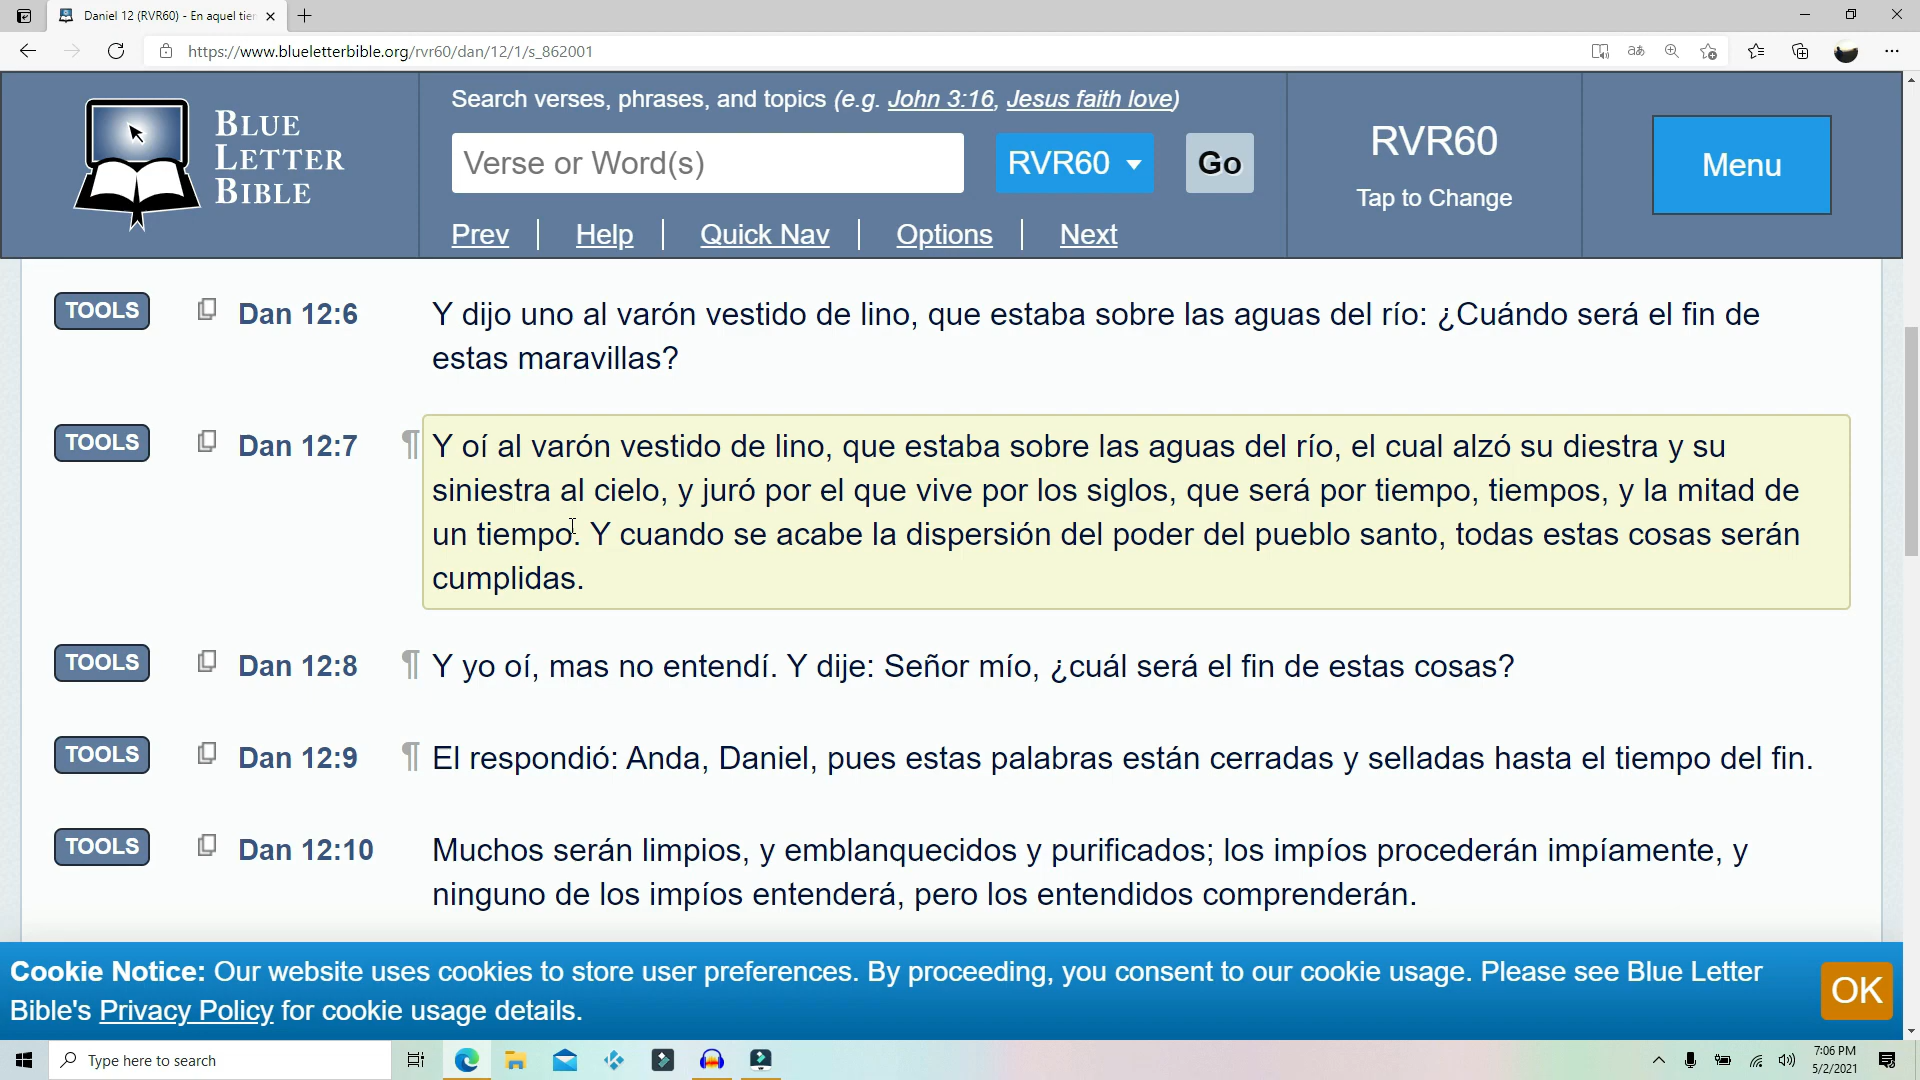 Daniel 12 (RVR60) - En aquel tie
https://www.blueletterbible.org/rvr60/dan/12/1/s_862001
BLUE
LETTER
BIBLE
Search verses, phrases, and topics (e.g. John 3:16, Jesus faith love)
Verse or Word(s)
RVR60
Go
Prev
Help
Quick Nav
Options
Next
RVR60
Tap to Change
Menu
TOOLS
Dan 12:6
Y dijo uno al varón vestido de lino, que estaba sobre las aguas del río: ¿Cuándo será el fin de
estas maravillas?
TOOLS
Dan 12:7
¶ Y oí al varón vestido de lino, que estaba sobre las aguas del río, el cual alzó su diestra y su
siniestra al cielo, y juró por el que vive por los siglos, que será por tiempo, tiempos, y la mitad de
un tiempo. Y cuando se acabe la dispersión del poder del pueblo santo, todas estas cosas serán
cumplidas.
TOOLS
Dan 12:8
¶ Y yo oí, mas no entendí. Y dije: Señor mío, ¿cuál será el fin de estas cosas?
TOOLS
Dan 12:9
¶ El respondió: Anda, Daniel, pues estas palabras están cerradas y selladas hasta el tiempo del fin.
TOOLS
Dan 12:10
Muchos serán limpios, y emblanquecidos y purificados; los impíos procederán impíamente, y
ninguno de los impíos entenderá, pero los entendidos comprenderán.
Cookie Notice: Our website uses cookies to store user preferences. By proceeding, you consent to our cookie usage. Please see Blue Letter
Bible's Privacy Policy for cookie usage details.
OK
Type here to search
7:06 PM
5/2/2021